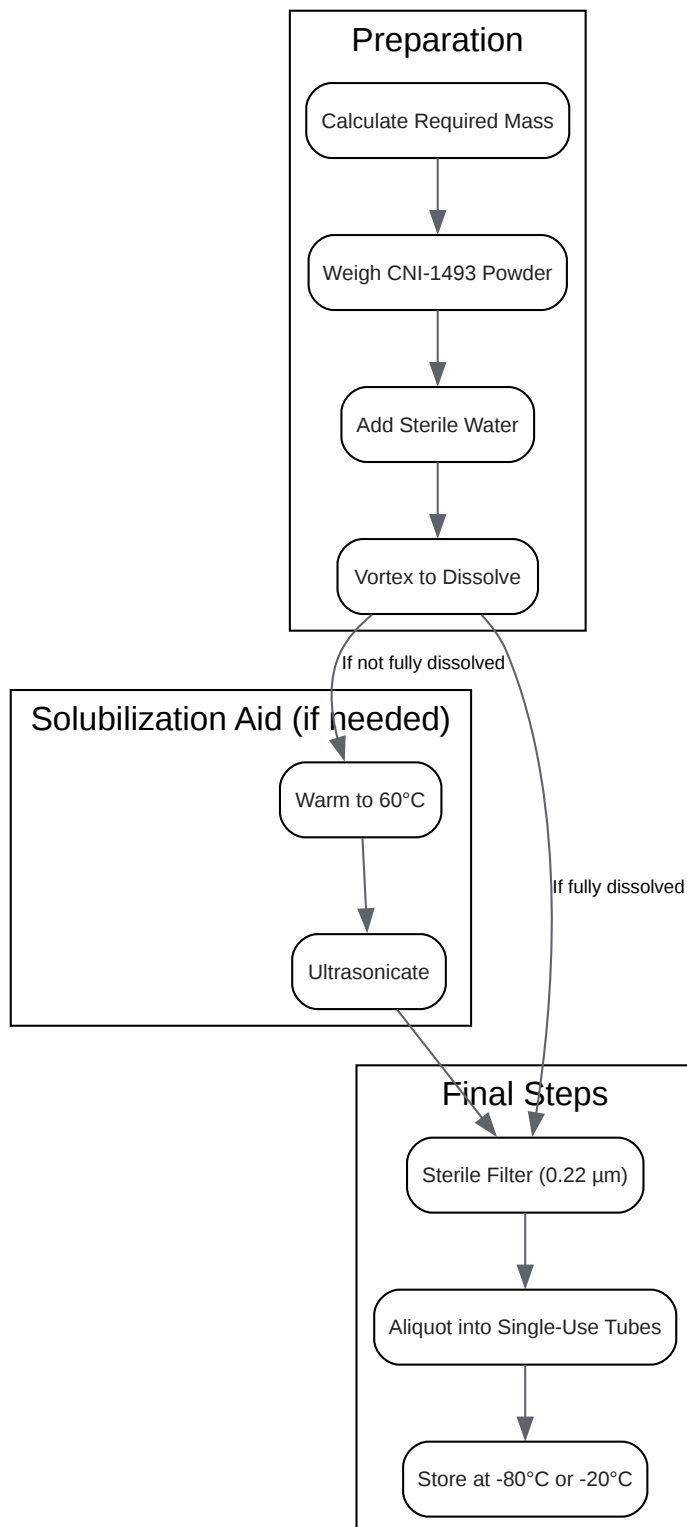 Preparation
Calculate Required Mass
Weigh CNI-1493 Powder
Add Sterile Water
Vortex to Dissolve
If not fully dissolved
Solubilization Aid (if needed)
Warm to 60°C
If fully dissolved
Ultrasonicate
Final Steps
Sterile Filter (0.22 µm)
Aliquot into Single-Use Tubes
Store at -80°C or -20°C